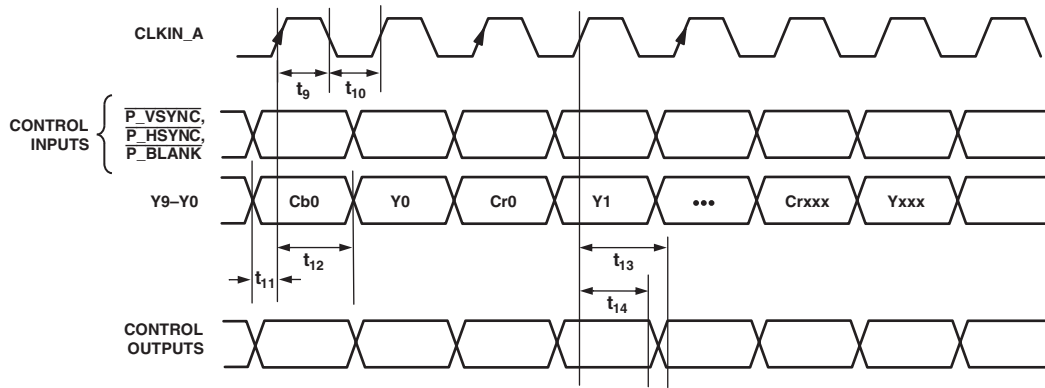 CLKIN_A
t9
t10
CONTROL
INPUTS
P_VSYNC,
P_HSYNC,
P_BLANK
Y9–Y0
Cb0
Y0
Cr0
Y1
•••
Crxxx
Yxxx
t11
t12
t13
t14
CONTROL
OUTPUTS